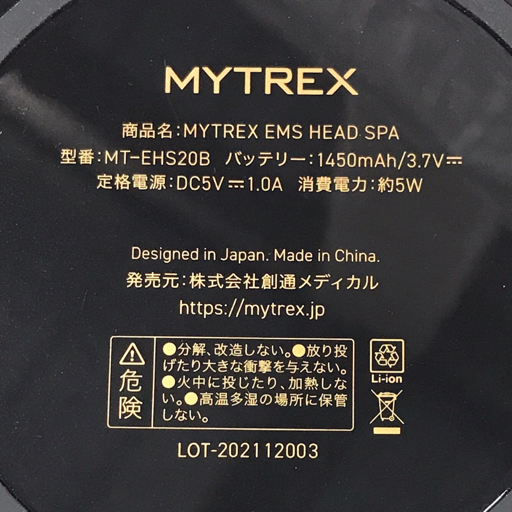 MYTREX
商品名:MYTREX EMS HEAD SPA
型番:MT-EHS20B バッテリー:1450mAh/3.7V⎓
定格電源:DC5V⎓1.0A 消費電力:約5W
Designed in Japan. Made in China.
発売元:株式会社創通メディカル
https://mytrex.jp
⚠危険
●分解、改造しない。●放り投
げたり大きな衝撃を与えない。
●火中に投じたり、加熱しな
い。●高温多湿の場所に保管
しない。
Li-ion
LOT-202112003